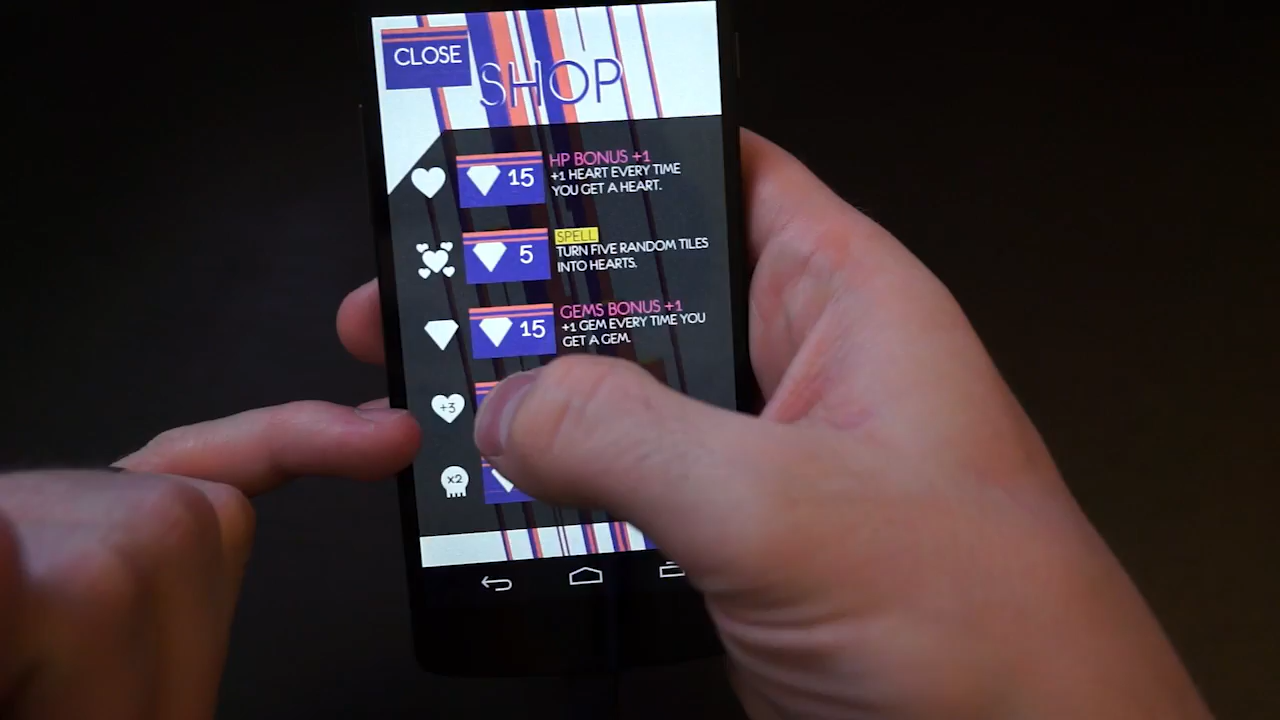 CLOSE
SHOP
15
HP BONUS +1
+1 HEART EVERY TIME
YOU GET A HEART.
5
SPELL
TURN FIVE RANDOM TILES
INTO HEARTS.
15
GEMS BONUS +1
+1 GEM EVERY TIME YOU
GET A GEM.
+3
x2